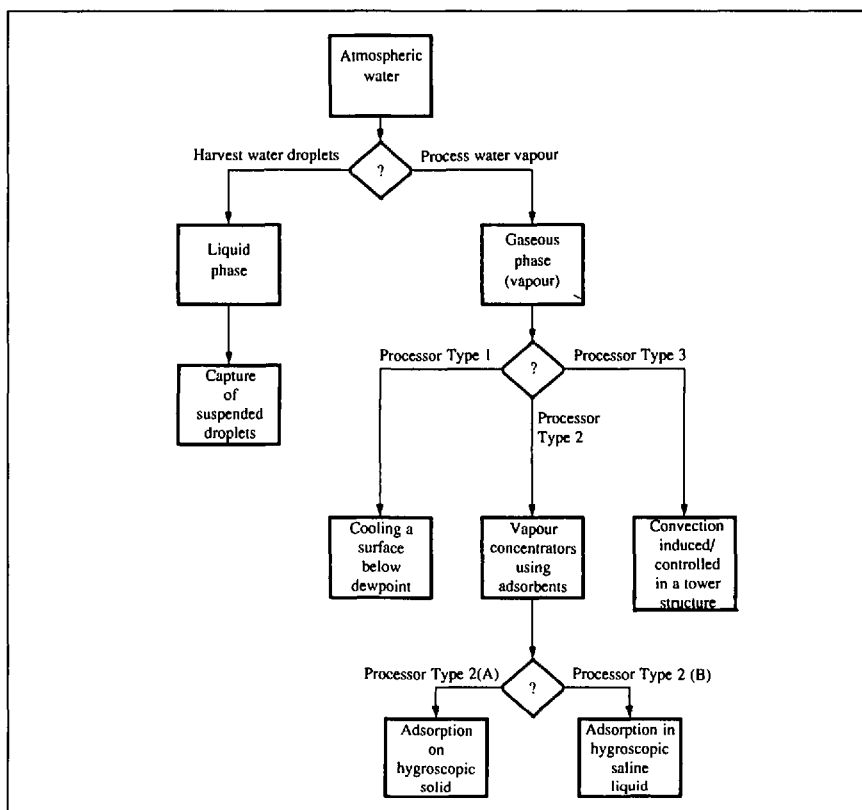 Atmospheric
water
Harvest water droplets
?
Process water vapour
Liquid
phase
Gaseous
phase
(vapour)
Processor Type 1
?
Processor Type 3
Capture
of
suspended
droplets
Processor
Type 2
Cooling a
surface
below
dewpoint
Vapour
concentrators
using
adsorbents
Convection
induced/
controlled
in a tower
structure
Processor Type 2(A)
?
Processor Type 2 (B)
Adsorption
on
hygroscopic
solid
Adsorption in
hygroscopic
saline
liquid